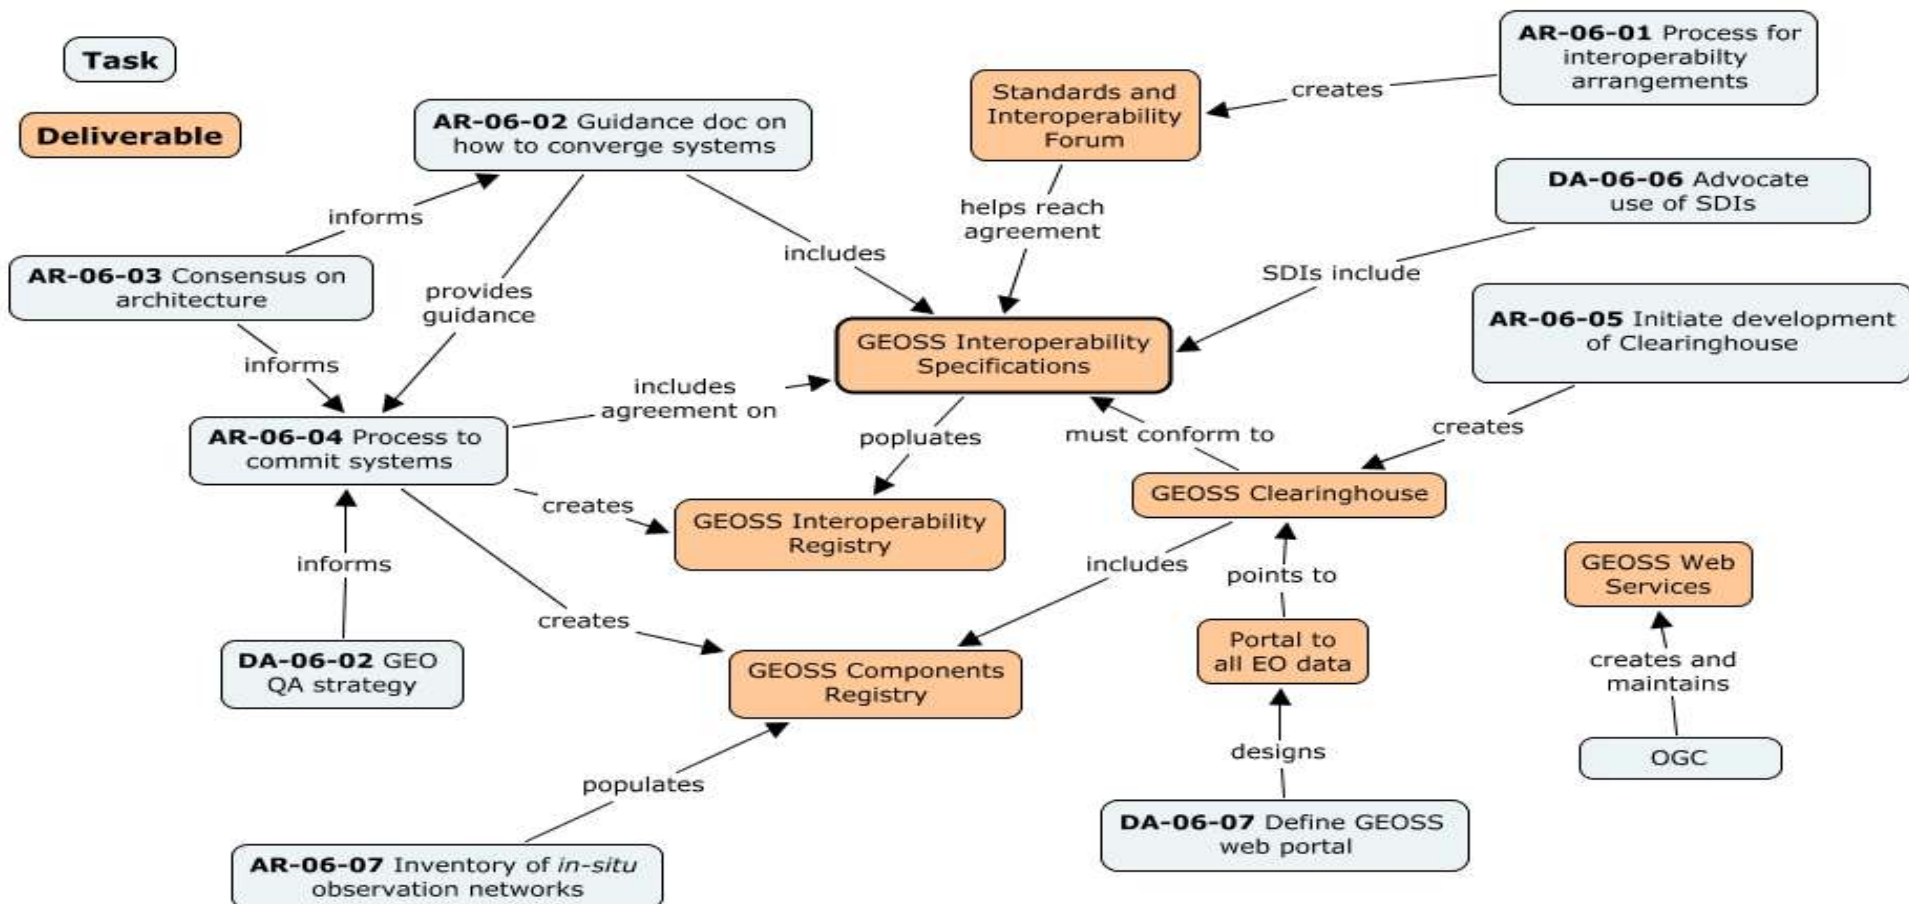 Task
Deliverable
AR-06-01 Process for
interoperabilty
arrangements
creates
Standards and
Interoperability
Forum
AR-06-02 Guidance doc on
how to converge systems
DA-06-06 Advocate
use of SDIs
informs
helps reach
agreement
includes
SDIs include
AR-06-03 Consensus on
architecture
provides
guidance
AR-06-05 Initiate development
of Clearinghouse
GEOSS Interoperability
Specifications
informs
includes
agreement on
popluates
must conform to
creates
AR-06-04 Process to
commit systems
creates
GEOSS Interoperability
Registry
GEOSS Clearinghouse
informs
includes
points to
GEOSS Web
Services
creates
DA-06-02 GEO
QA strategy
GEOSS Components
Registry
Portal to
all EO data
creates and
maintains
populates
designs
OGC
AR-06-07 Inventory of in-situ
observation networks
DA-06-07 Define GEOSS
web portal